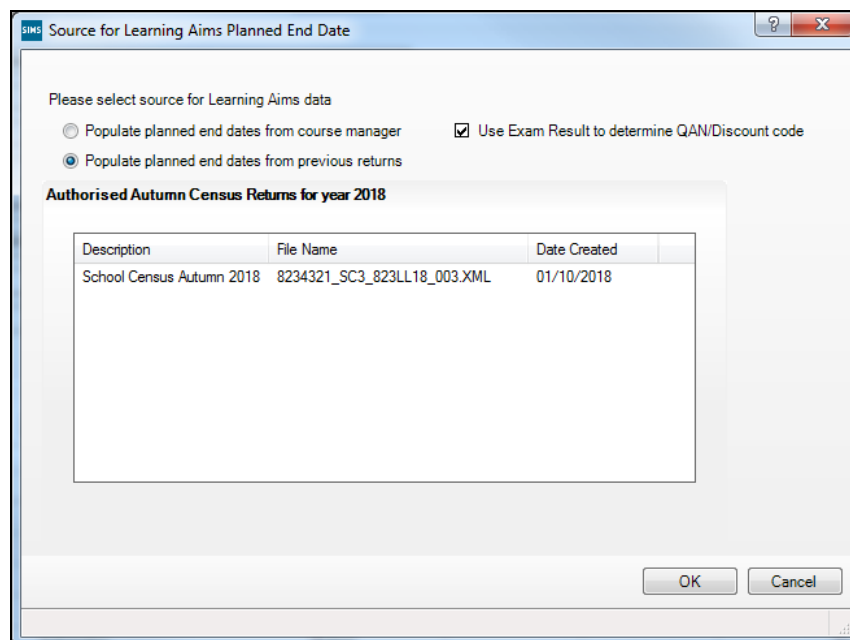 SIMS Source for Learning Aims Planned End Date
?
Please select source for Learning Aims data
Populate planned end dates from course manager
Use Exam Result to determine QAN/Discount code
Populate planned end dates from previous returns
Authorised Autumn Census Returns for year 2018
Description File Name Date Created
School Census Autumn 2018 8234321_SC3_823LL18_003.XML 01/10/2018
OK Cancel